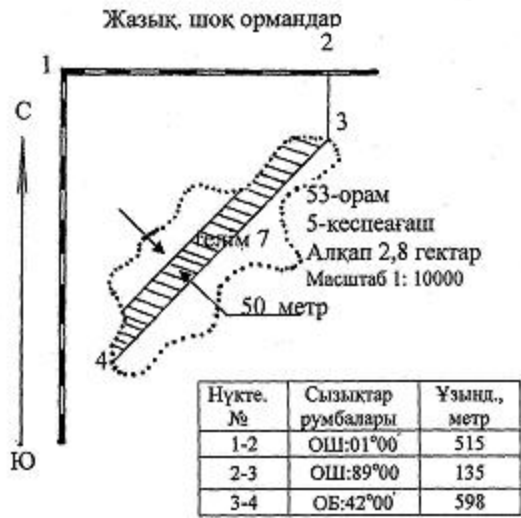 Жазық. шоқ ормандар
2
1
С
3
53-орам
5-кеспеағаш
телім 7
Алқап 2,8 гектар
Масштаб 1: 10000
50 метр
4
Ю
Нүкте. № Сызықтар румбалары Ұзынд., метр
1-2 ОШ:01°00' 515
2-3 ОШ:89°00 135
3-4 ОБ:42°00' 598